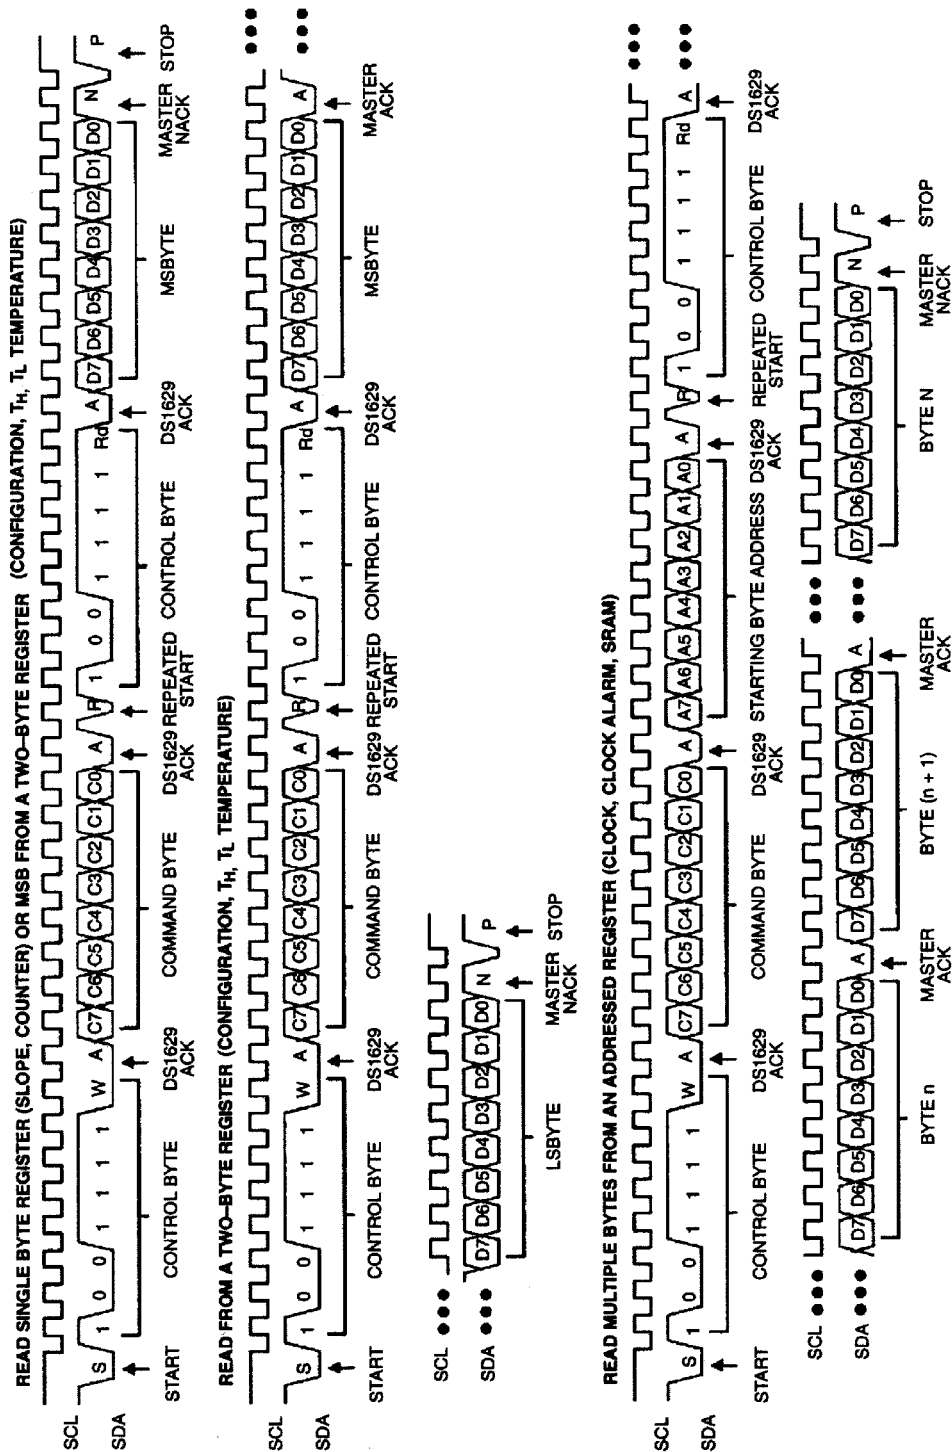 READ SINGLE BYTE REGISTER (SLOPE, COUNTER) OR MSB FROM A TWO–BYTE REGISTER (CONFIGURATION, TH, TL TEMPERATURE)
SCL
SDA S 1 0 0 1 1 1 1 W A C7 C6 C5 C4 C3 C2 C1 C0 A R 1 0 0 1 1 1 1 Rd A D7 D6 D5 D4 D3 D2 D1 D0 N P
START CONTROL BYTE DS1629 ACK COMMAND BYTE DS1629 ACK REPEATED START CONTROL BYTE DS1629 ACK MSBYTE MASTER NACK STOP
READ FROM A TWO–BYTE REGISTER (CONFIGURATION, TH, TL TEMPERATURE)
S 1 0 0 1 1 1 1 W A C7 C6 C5 C4 C3 C2 C1 C0 A R 1 0 0 1 1 1 1 Rd A D7 D6 D5 D4 D3 D2 D1 D0 A
START CONTROL BYTE DS1629 ACK COMMAND BYTE DS1629 ACK REPEATED START CONTROL BYTE DS1629 ACK MSBYTE MASTER ACK
SCL
SDA D7 D6 D5 D4 D3 D2 D1 D0 N P
LSBYTE MASTER NACK STOP
READ MULTIPLE BYTES FROM AN ADDRESSED REGISTER (CLOCK, CLOCK ALARM, SRAM)
S 1 0 0 1 1 1 1 W A C7 C6 C5 C4 C3 C2 C1 C0 A A7 A6 A5 A4 A3 A2 A1 A0 A R 1 0 0 1 1 1 1 Rd A
START CONTROL BYTE DS1629 ACK COMMAND BYTE DS1629 ACK STARTING BYTE ADDRESS DS1629 ACK REPEATED START CONTROL BYTE DS1629 ACK
SCL
SDA D7 D6 D5 D4 D3 D2 D1 D0 A D7 D6 D5 D4 D3 D2 D1 D0 A D7 D6 D5 D4 D3 D2 D1 D0 N P
BYTE n MASTER ACK BYTE (n + 1) MASTER ACK BYTE N MASTER NACK STOP